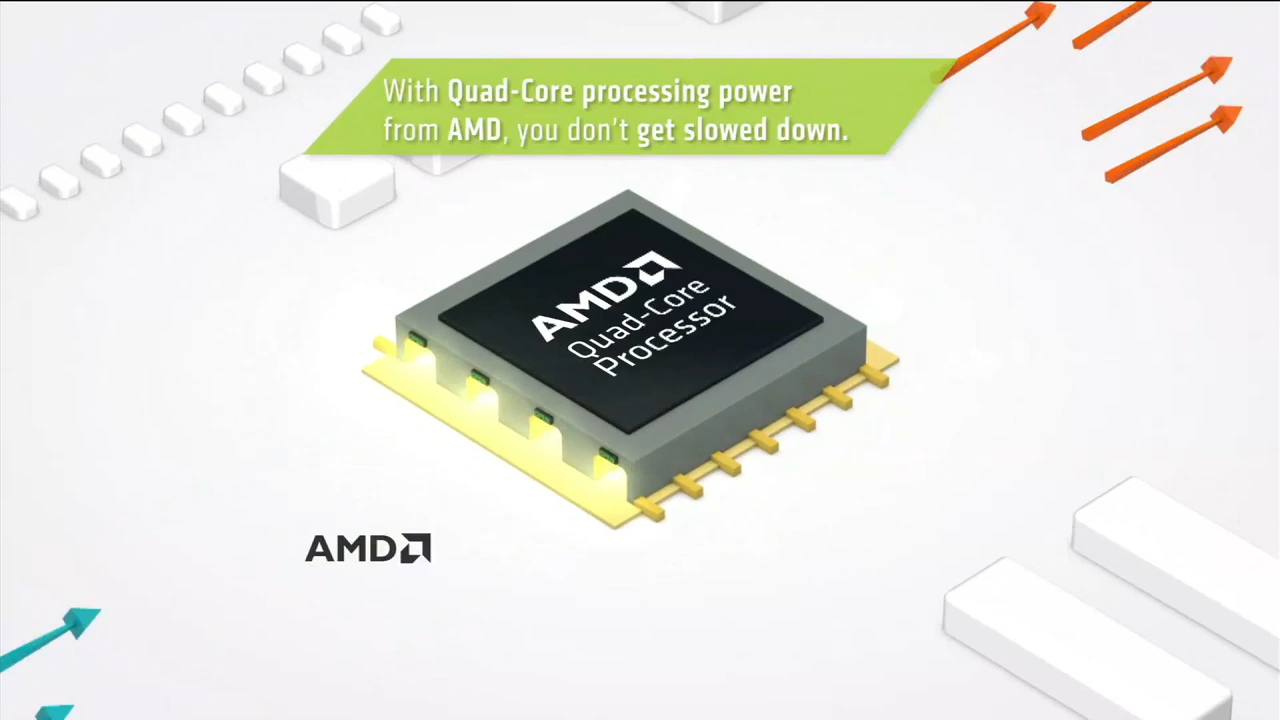 With Quad-Core processing power
from AMD, you don't get slowed down.
AMD
Quad-Core
Processor
AMD